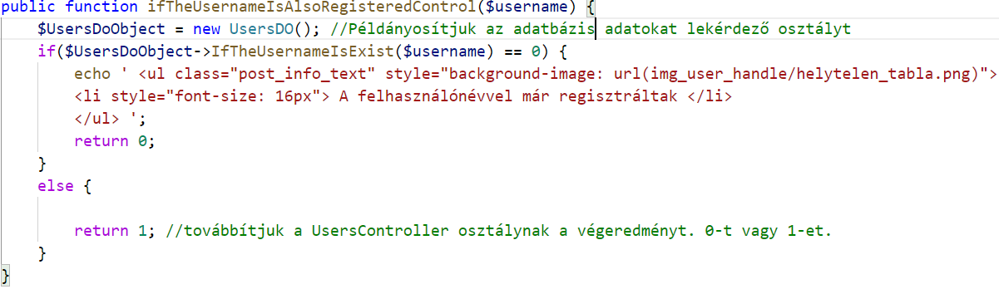 public function ifTheUsernameIsAlsoRegisteredControl($username) {
$UsersDoObject = new UsersDO(); //Példányosítjuk az adatbázis adatokat lekérdező osztályt
if($UsersDoObject->IfTheUsernameIsExist($username) == 0) {
echo ' <ul class="post_info_text" style="background-image: url(img_user_handle/helytelen_tabla.png)">
<li style="font-size: 16px"> A felhasználónévvel már regisztráltak </li>
</ul> ';
return 0;
}
else {
return 1; //továbbítjuk a UsersController osztálynak a végeredményt. 0-t vagy 1-et.
}
}